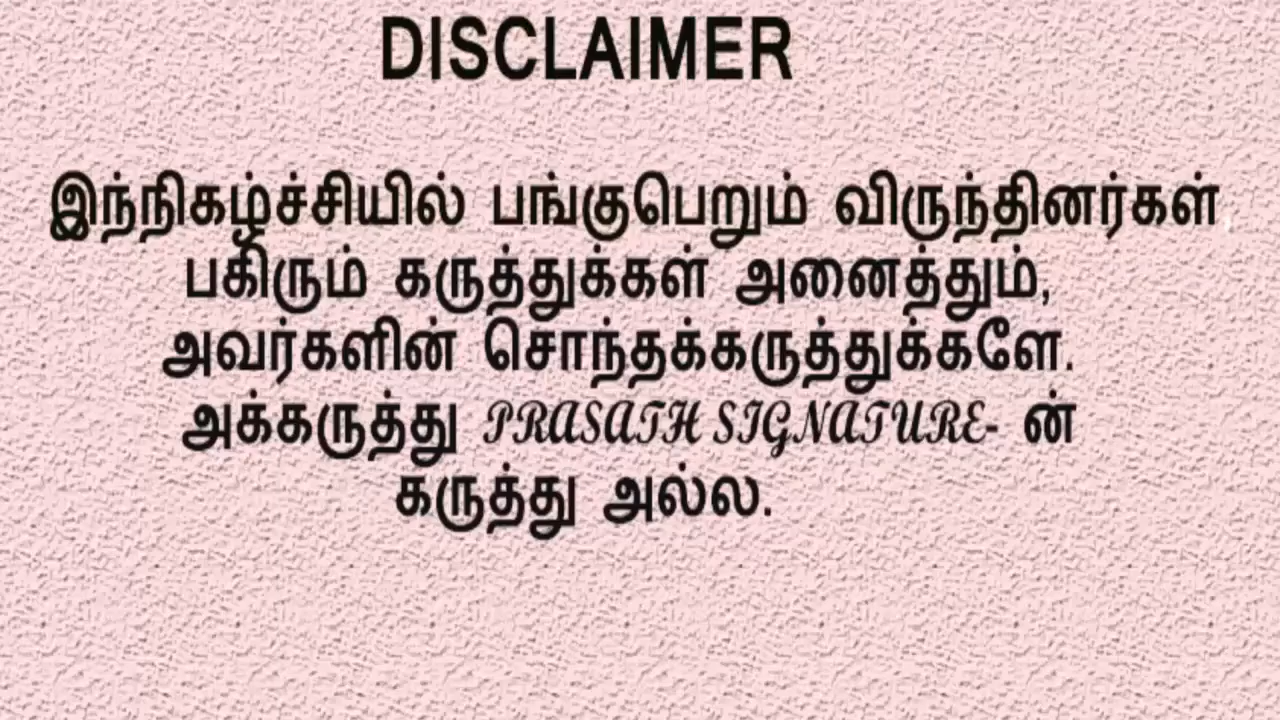 DISCLAIMER
இந்நிகழ்ச்சியில் பங்குபெறும் விருந்தினர்கள்,
பகிரும் கருத்துக்கள் அனைத்தும்,
அவர்களின் சொந்தக்கருத்துக்களே.
அக்கருத்து PRASATH SIGNATURE- ன்
கருத்து அல்ல.